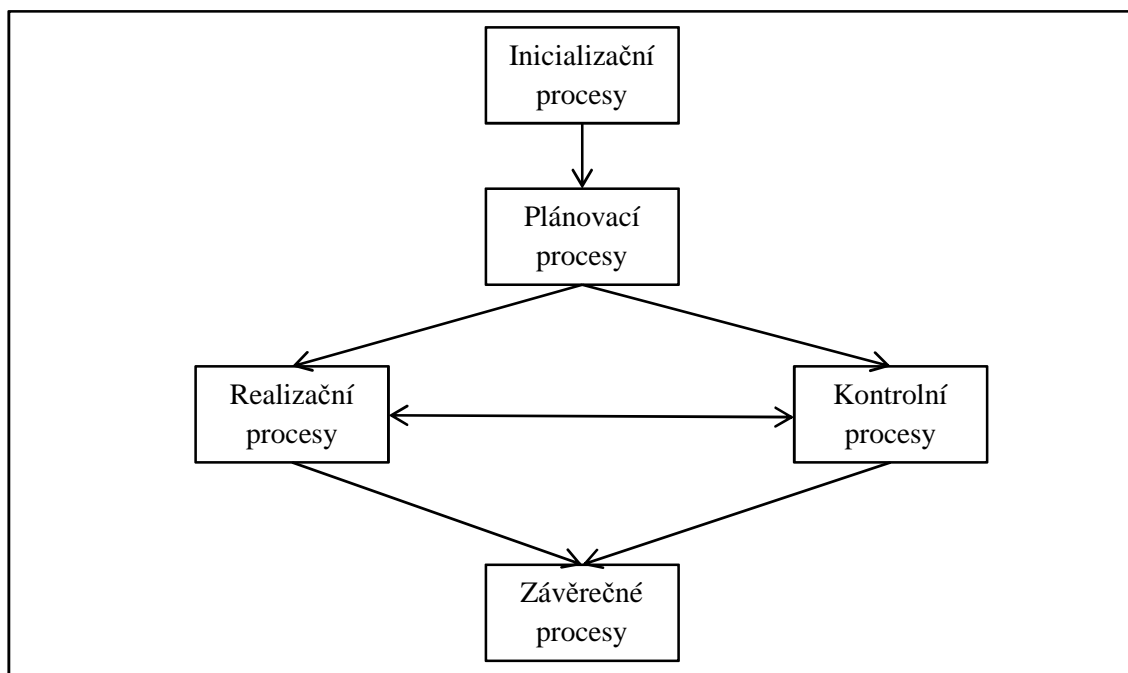 Inicializační
procesy
Plánovací
procesy
Realizační
procesy
Kontrolní
procesy
Závěrečné
procesy